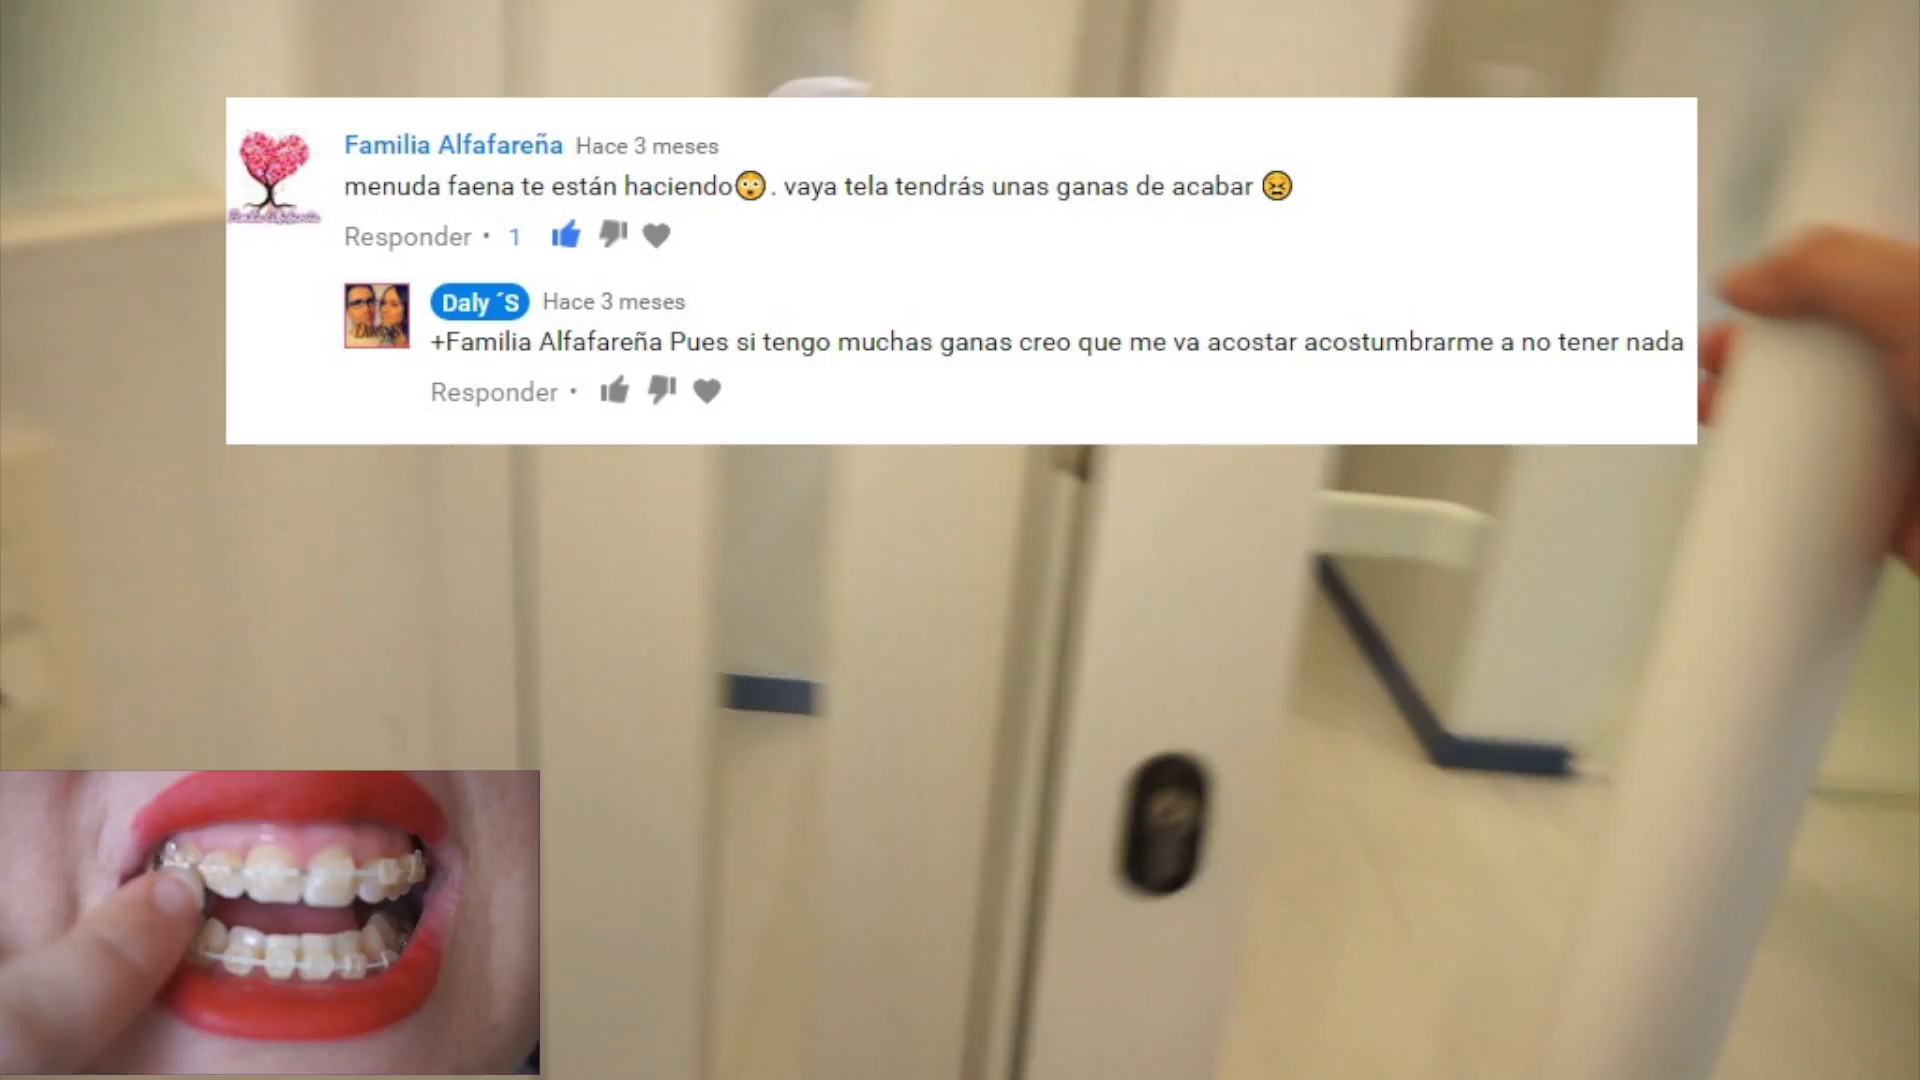 Familia Alfafareña Hace 3 meses
menuda faena te están haciendo😳. vaya tela tendrás unas ganas de acabar 😣
Responder • 1
Daly ´S Hace 3 meses
+Familia Alfafareña Pues si tengo muchas ganas creo que me va acostar acostumbrarme a no tener nada
Responder •